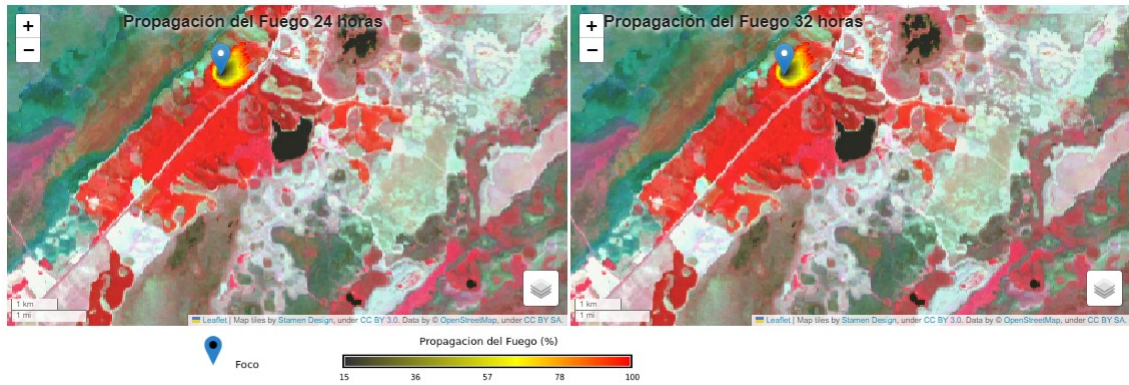 Propagación del Fuego 24 horas
+
−
1 km
1 mi
Leaflet | Map tiles by Stamen Design, under CC BY 3.0. Data by © OpenStreetMap, under CC BY SA.
Propagación del Fuego 32 horas
+
−
1 km
1 mi
Leaflet | Map tiles by Stamen Design, under CC BY 3.0. Data by © OpenStreetMap, under CC BY SA.
Foco
Propagacion del Fuego (%)
15 36 57 78 100